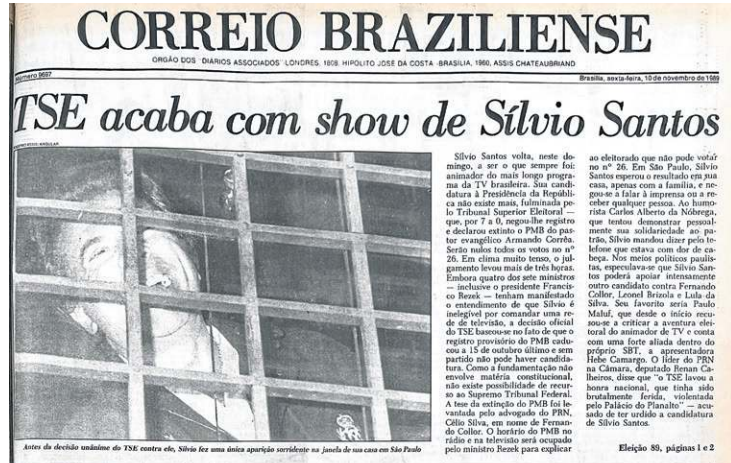 CORREIO BRAZILIENSE
ORGÃO DOS "DIÁRIOS ASSOCIADOS" LONDRES, 1808, HIPOLITO JOSÉ DA COSTA - BRASÍLIA, 1960, ASSIS CHATEAUBRIAND
Número 9697
Brasília, sexta-feira, 10 de novembro de 1989
TSE acaba com show de Sílvio Santos
Sílvio Santos volta, neste do-
mingo, a ser o que sempre foi:
animador do mais longo progra-
ma da TV brasileira. Sua candi-
datura à Presidência da Repúbli-
ca não existe mais, fulminada pe-
lo Tribunal Superior Eleitoral —
que, por 7 a 0, negou-lhe registro
e declarou extinto o PMB do pas-
tor evangélico Armando Corrêa.
Serão nulos todos os votos no nº
26. Em clima muito tenso, o jul-
gamento levou mais de três horas.
Embora quatro dos sete ministros
— inclusive o presidente Francis-
co Rezek — tenham manifestado
o entendimento de que Sílvio é
inelegível por comandar uma re-
de de televisão, a decisão oficial
do TSE baseou-se no fato de que o
registro provisório do PMB cadu-
cou a 15 de outubro último e sem
partido não pode haver candida-
tura. Como a fundamentação não
envolve matéria constitucional,
não existe possibilidade de recur-
so ao Supremo Tribunal Federal.
A tese da extinção do PMB foi le-
vantada pelo advogado do PRN,
Célio Silva, em nome de Fernan-
do Collor. O horário do PMB no
rádio e na televisão será ocupado
pelo ministro Rezek para explicar
ao eleitorado que não pode votar
no nº 26. Em São Paulo, Sílvio
Santos esperou o resultado em sua
casa, apenas com a família, e ne-
gou-se a falar à imprensa ou a re-
ceber qualquer pessoa. Ao humo-
rista Carlos Alberto da Nóbrega,
que tentou demonstrar pessoal-
mente sua solidariedade ao pa-
trão, Sílvio mandou dizer pelo te-
lefone que estava com dor de ca-
beça. Nos meios políticos paulis-
tas, especulava-se que Sílvio San-
tos poderá apoiar intensamente
outro candidato contra Fernando
Collor, Leonel Brizola e Lula da
Silva. Seu favorito seria Paulo
Maluf, que desde o início recu-
sou-se a criticar a aventura elei-
toral do animador de TV e conta
com uma forte aliada dentro do
próprio SBT, a apresentadora
Hebe Camargo. O líder do PRN
na Câmara, deputado Renan Ca-
lheiros, disse que "o TSE lavou a
honra nacional, que tinha sido
brutalmente ferida, violentada
pelo Palácio do Planalto" — acu-
sado de ter urdido a candidatura
de Sílvio Santos.
Eleição 89, páginas 1 e 2
Antes da decisão unânime do TSE contra ele, Sílvio fez uma única aparição sorridente na janela de sua casa em São Paulo